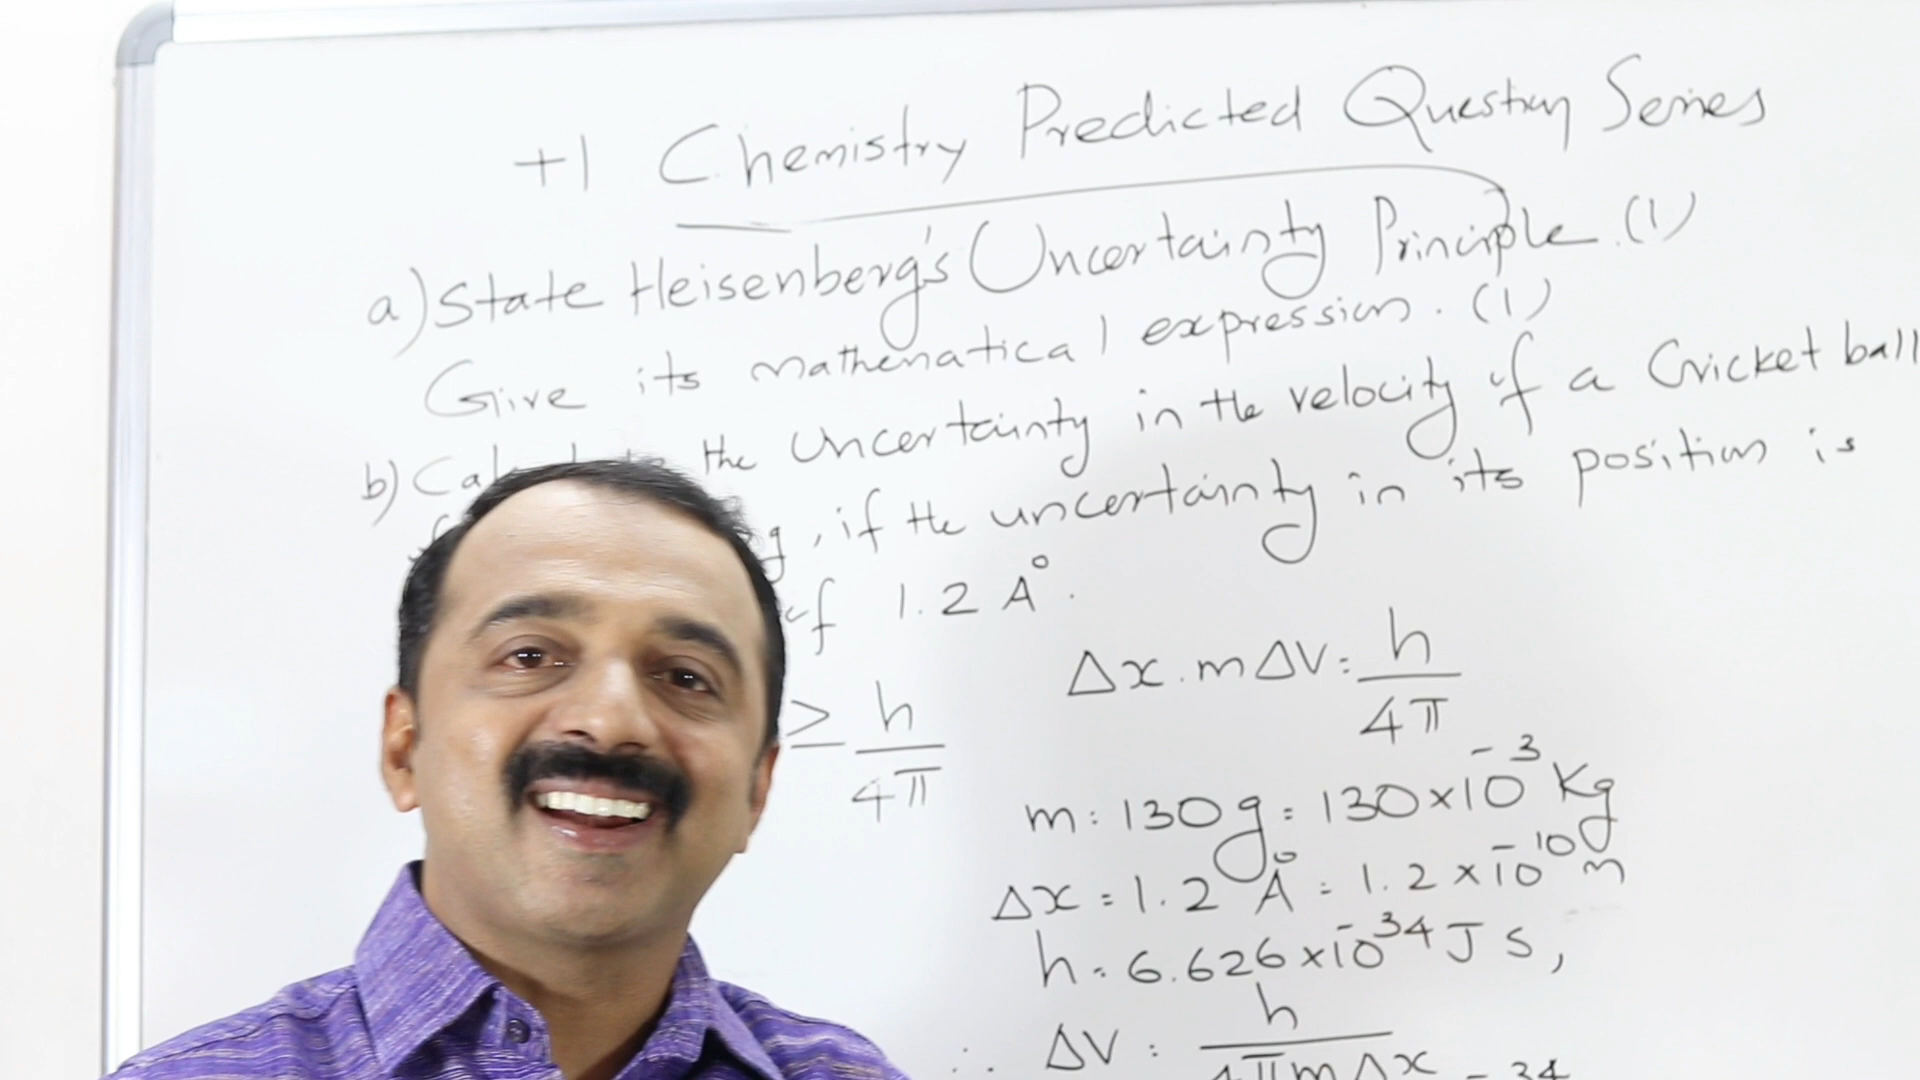 +1 Chemistry Predicted Question Series
a) State Heisenberg's Uncertainty Principle. (1)
Give its mathematical expression. (1)
b) the Uncertainty in the velocity of a Cricket ball
, if the uncertainty in its position is
of 1.2 A°.
≥ h/4π
Δx.mΔV = h/4π
m = 130g = 130×10⁻³ Kg
Δx = 1.2 Å = 1.2×10⁻¹⁰ m
h = 6.626×10⁻³⁴ J S,
∴ ΔV = h/4πmΔx
-34